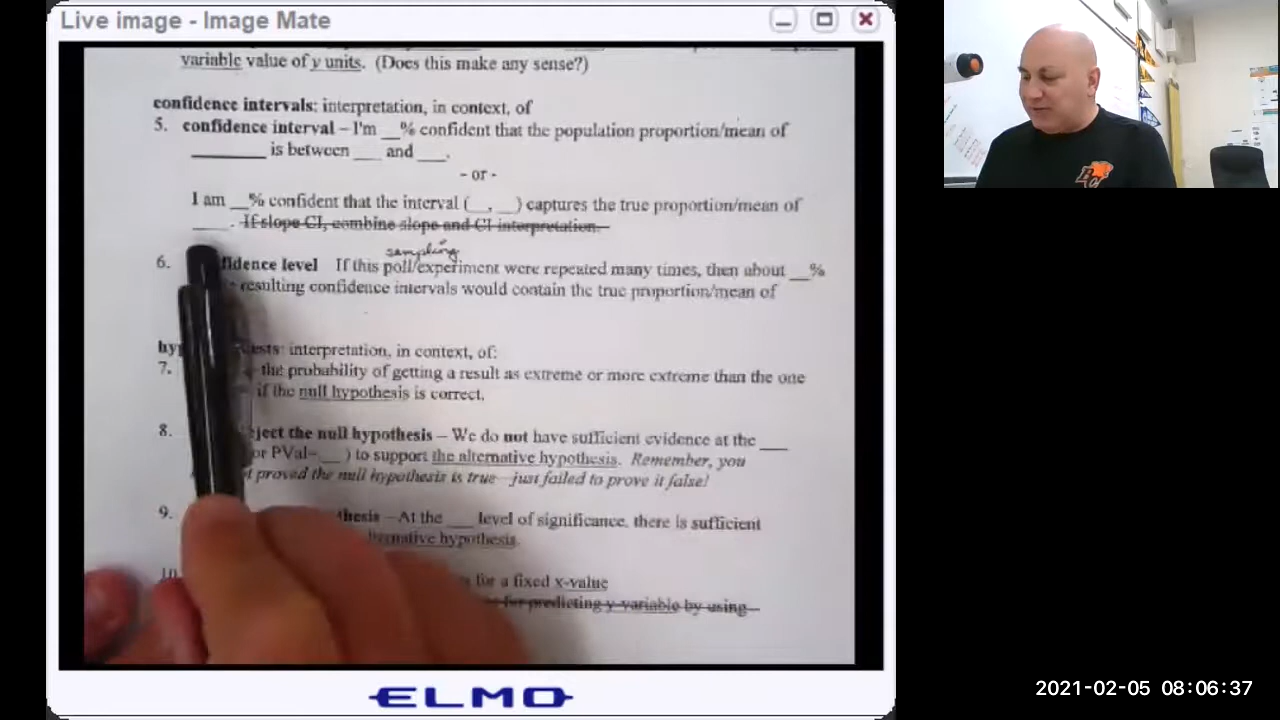 Live image - Image Mate
variable value of y units. (Does this make any sense?)
confidence intervals: interpretation, in context, of
5. confidence interval – I'm __% confident that the population proportion/mean of
_______ is between ___ and ___.
- or -
I am __% confident that the interval (__, __) captures the true proportion/mean of
____. If slope CI, combine slope and CI interpretation.
sampling
6. fidence level If this poll/experiment were repeated many times, then about __%
resulting confidence intervals would contain the true proportion/mean of
hyp ests: interpretation, in context, of:
7. the probability of getting a result as extreme or more extreme than the one
if the null hypothesis is correct.
8. ject the null hypothesis – We do not have sufficient evidence at the ___
or PVal=__ ) to support the alternative hypothesis. Remember, you
t proved the null hypothesis is true – just failed to prove it false!
9. thesis – At the ___ level of significance, there is sufficient
ternative hypothesis.
10 for a fixed x-value
for predicting y-variable by using
ELMO
2021-02-05 08:06:37